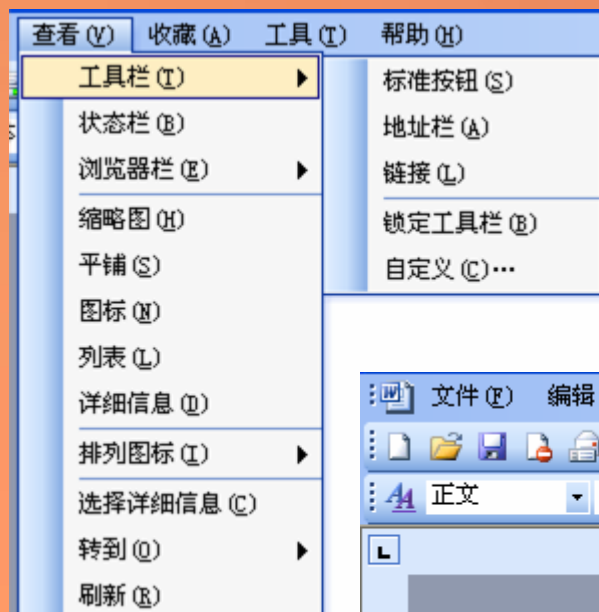 查看(V) 收藏(A) 工具(T) 帮助(H)
工具栏(T)
状态栏(B)
浏览器栏(E)
缩略图(H)
平铺(S)
图标(N)
列表(L)
详细信息(D)
排列图标(I)
选择详细信息(C)
转到(O)
刷新(R)
标准按钮(S)
地址栏(A)
链接(L)
锁定工具栏(B)
自定义(C)…
文件(F) 编辑
正文